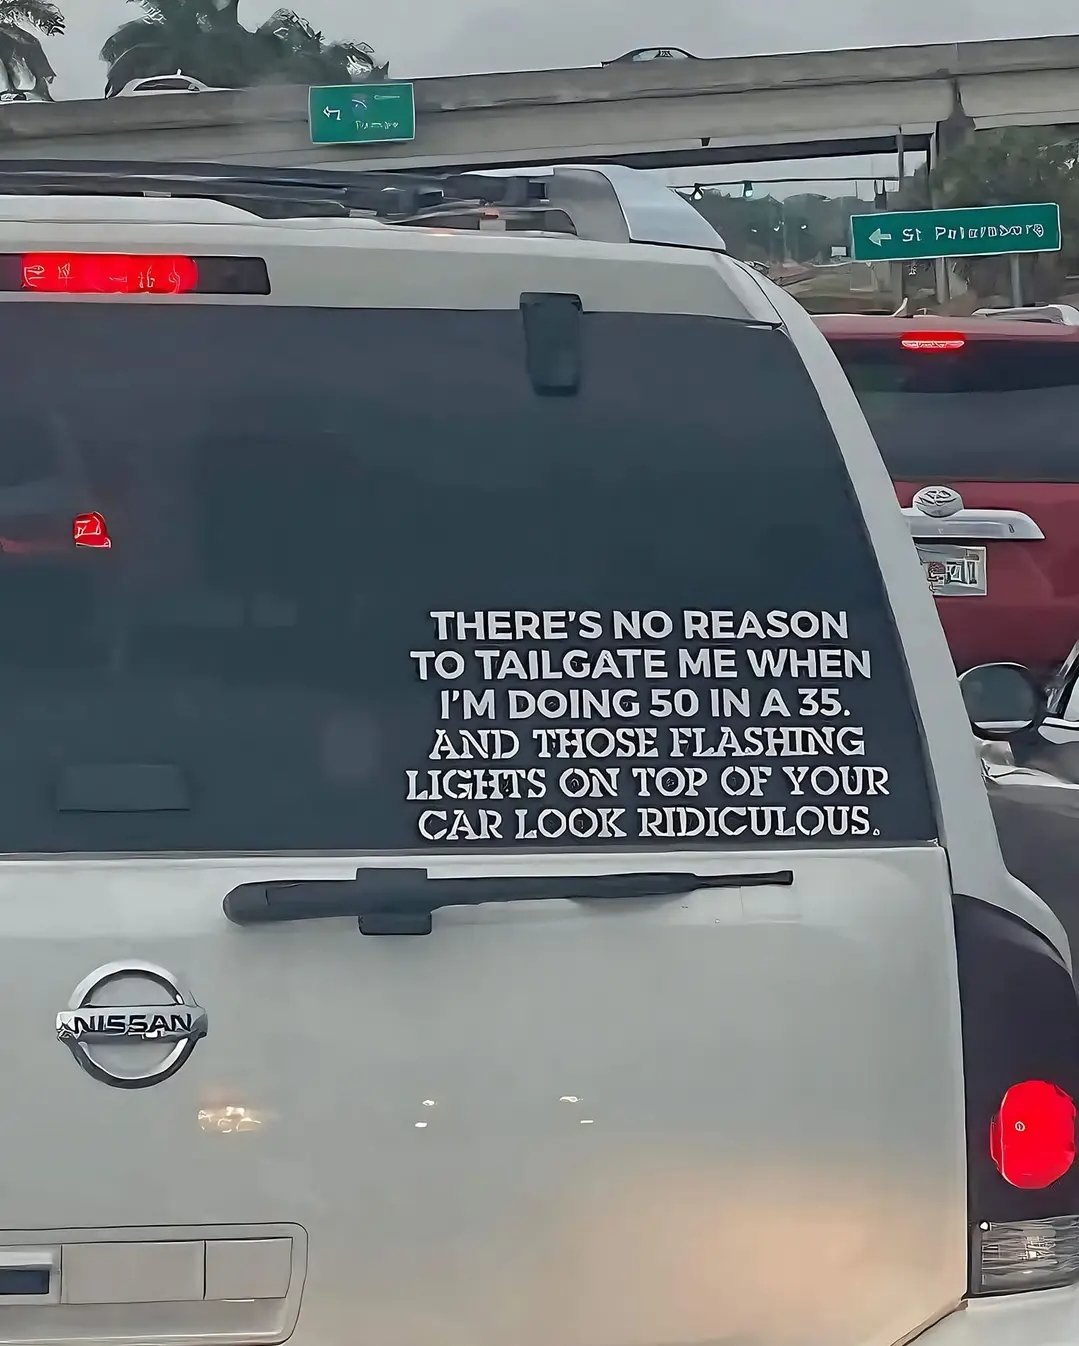 St
THERE'S NO REASON
TO TAILGATE ME WHEN
I'M DOING 50 IN A 35.
AND THOSE FLASHING
LIGHTS ON TOP OF YOUR
CAR LOOK RIDICULOUS.
NISSAN